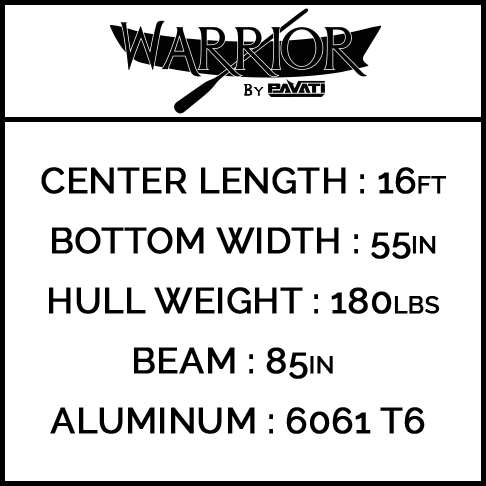 WARRIOR
BY PAVATI
CENTER LENGTH : 16FT
BOTTOM WIDTH : 55IN
HULL WEIGHT : 180LBS
BEAM : 85IN
ALUMINUM : 6061 T6